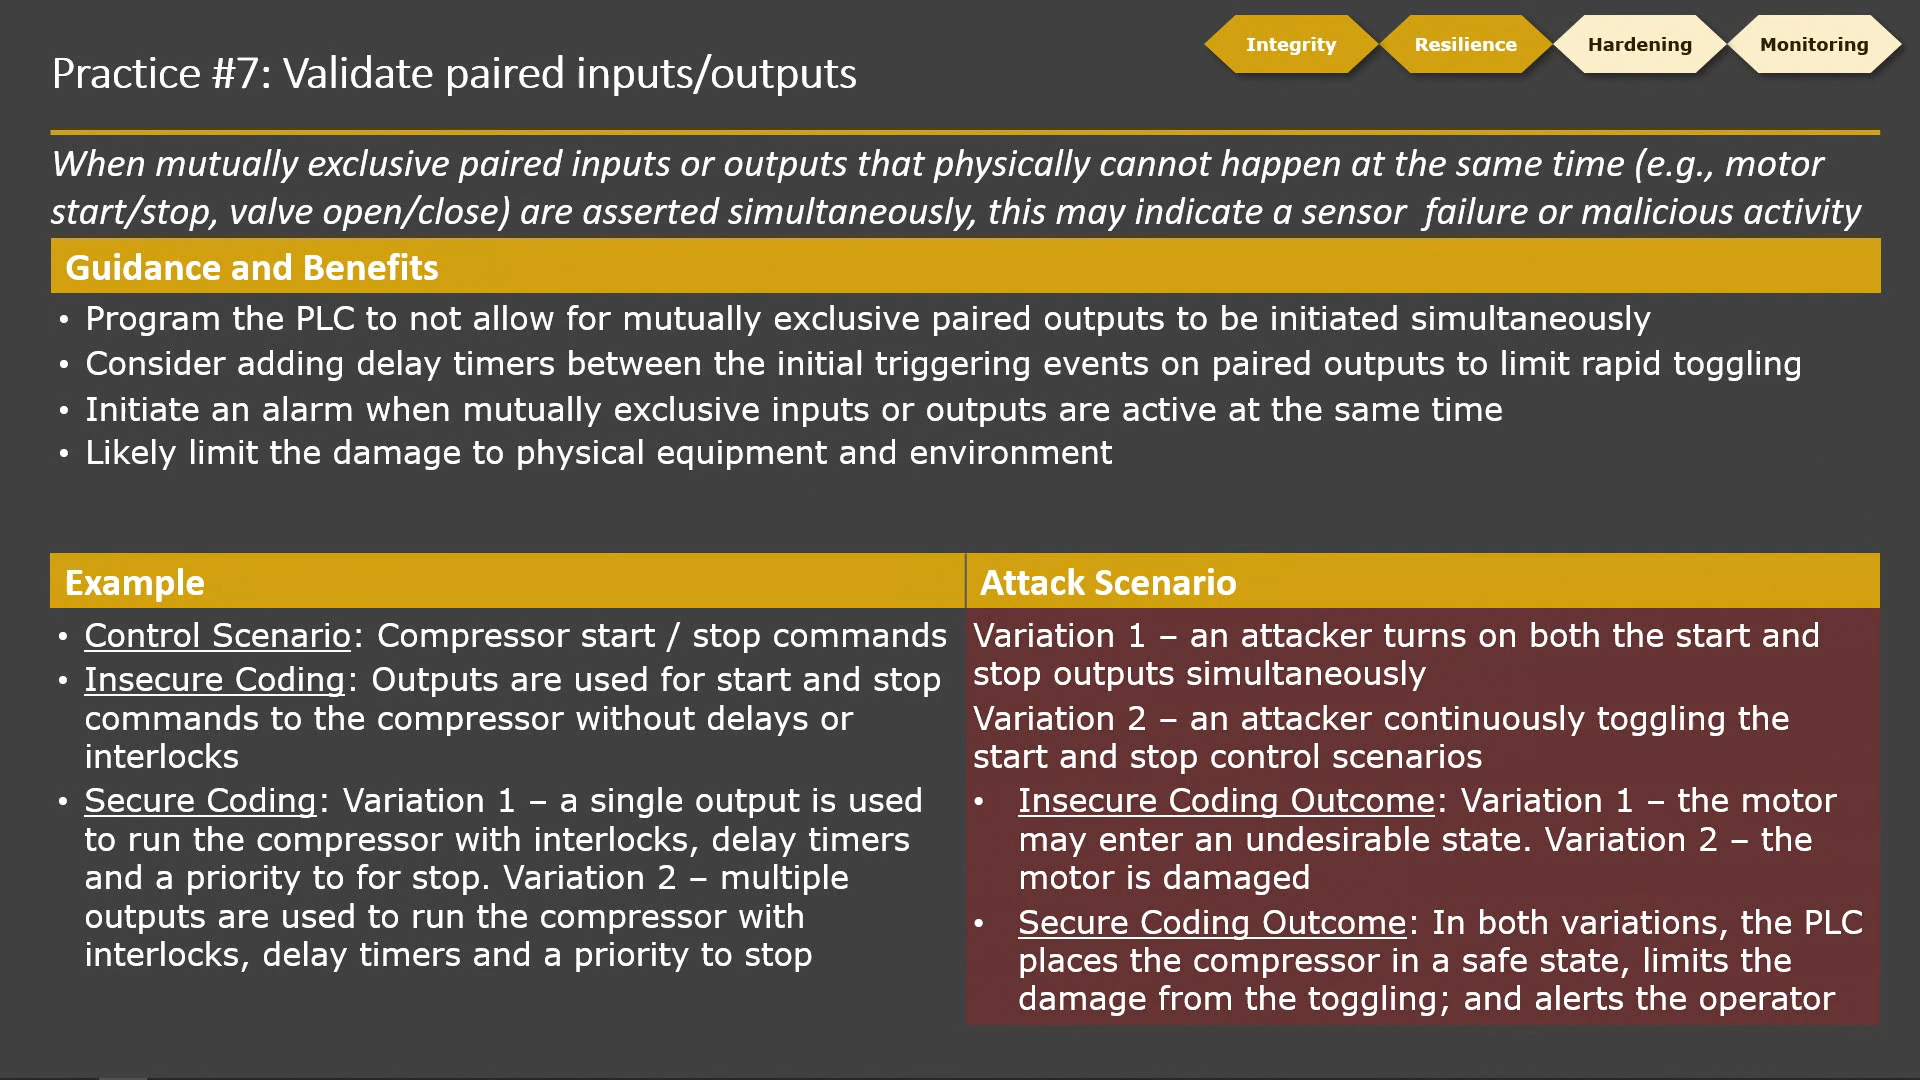 Practice #7: Validate paired inputs/outputs
Integrity
Resilience
Hardening
Monitoring
When mutually exclusive paired inputs or outputs that physically cannot happen at the same time (e.g., motor
start/stop, valve open/close) are asserted simultaneously, this may indicate a sensor  failure or malicious activity
Guidance and Benefits
• Program the PLC to not allow for mutually exclusive paired outputs to be initiated simultaneously
• Consider adding delay timers between the initial triggering events on paired outputs to limit rapid toggling
• Initiate an alarm when mutually exclusive inputs or outputs are active at the same time
• Likely limit the damage to physical equipment and environment
Example
• Control Scenario: Compressor start / stop commands
• Insecure Coding: Outputs are used for start and stop
commands to the compressor without delays or
interlocks
• Secure Coding: Variation 1 – a single output is used
to run the compressor with interlocks, delay timers
and a priority to for stop. Variation 2 – multiple
outputs are used to run the compressor with
interlocks, delay timers and a priority to stop
Attack Scenario
Variation 1 – an attacker turns on both the start and
stop outputs simultaneously
Variation 2 – an attacker continuously toggling the
start and stop control scenarios
• Insecure Coding Outcome: Variation 1 – the motor
may enter an undesirable state. Variation 2 – the
motor is damaged
• Secure Coding Outcome: In both variations, the PLC
places the compressor in a safe state, limits the
damage from the toggling; and alerts the operator